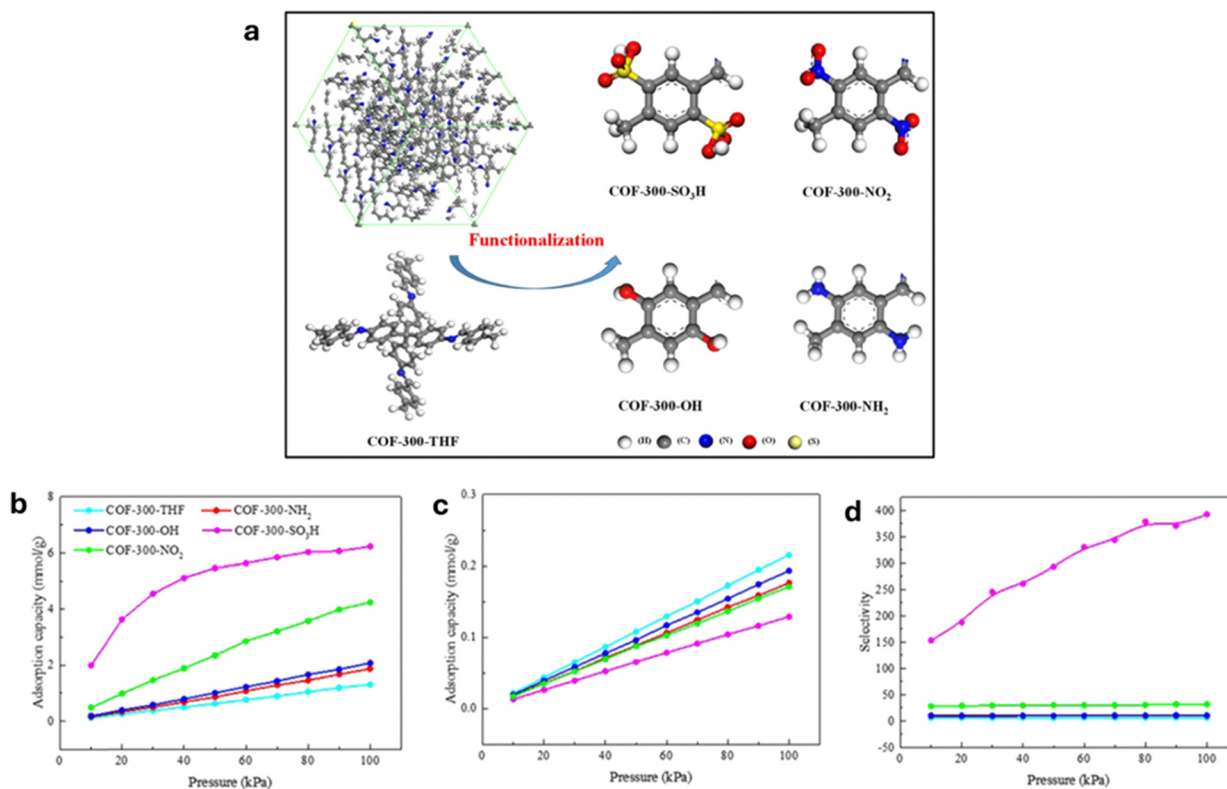 a
COF-300-SO3H
COF-300-NO2
Functionalization
COF-300-THF
COF-300-OH
COF-300-NH2
(H) (C) (N) (O) (S)
b
Adsorption capacity (mmol/g)
8
6
4
2
0
COF-300-THF
COF-300-NH2
COF-300-OH
COF-300-SO3H
COF-300-NO2
0 20 40 60 80 100
Pressure (kPa)
c
Adsorption capacity (mmol/g)
0.3
0.2
0.1
0.0
0 20 40 60 80 100
Pressure (kPa)
d
Selectivity
400
350
300
250
200
150
100
50
0
-50
0 20 40 60 80 100
Pressure (kPa)